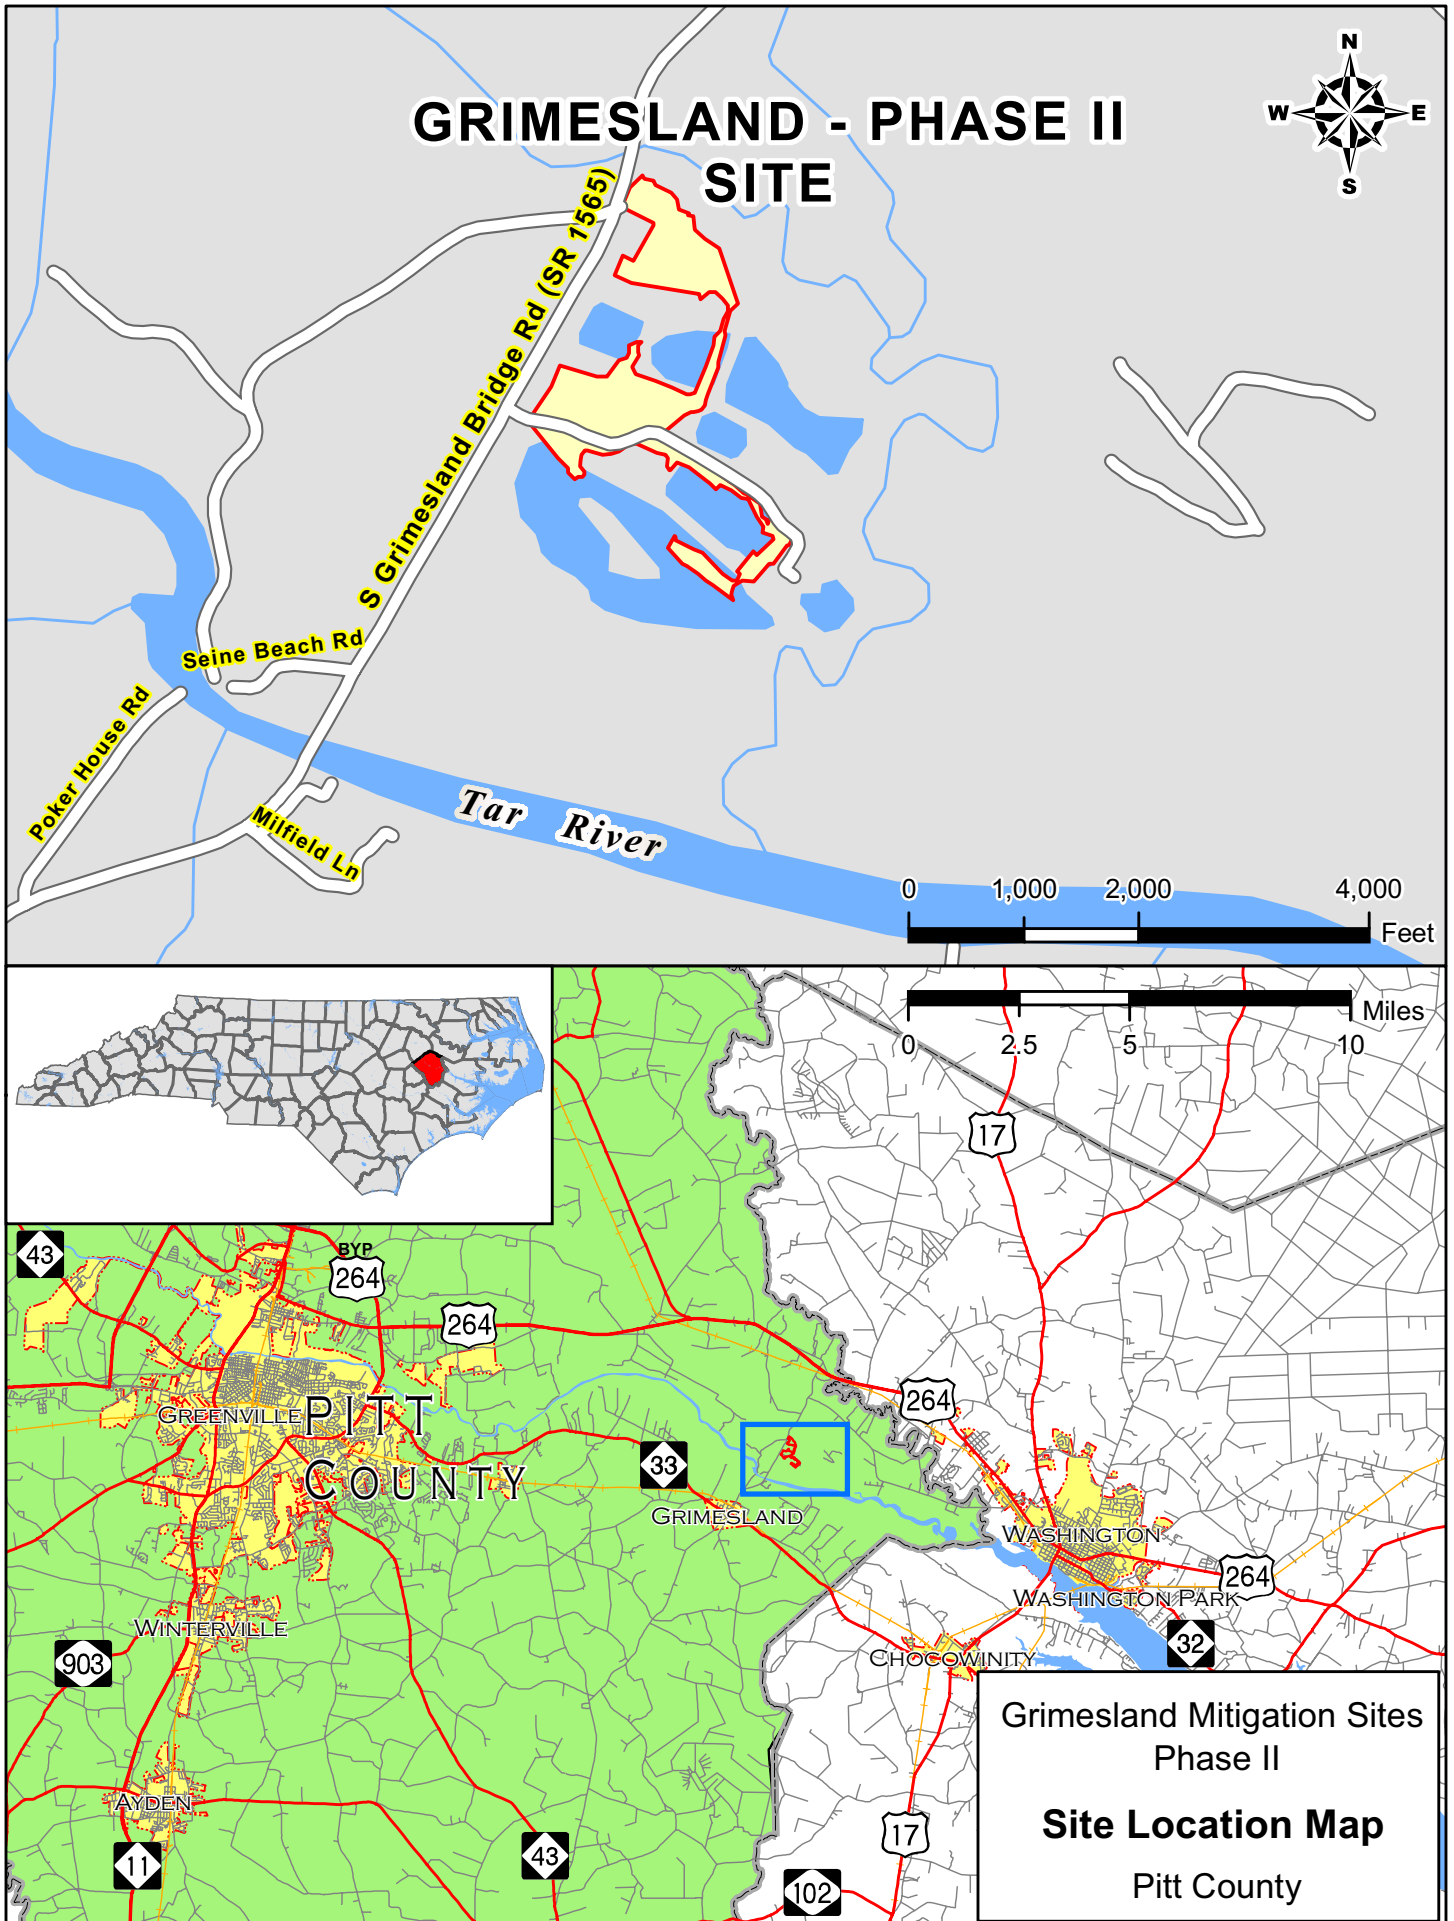 N
W E
S
GRIMESLAND - PHASE II
SITE
S Grimesland Bridge Rd (SR 1565)
Seine Beach Rd
Poker House Rd
Milfield Ln
Tar River
0 1,000 2,000 4,000
Feet
Miles
0 2.5 5 10
17
43
BYP
264
264
264
GREENVILLE
PITT
COUNTY
33
GRIMESLAND
WASHINGTON
264
WASHINGTON PARK
WINTERVILLE
32
903
CHOCOWINITY
AYDEN
11
43
17
102
Grimesland Mitigation Sites
Phase II
Site Location Map
Pitt County